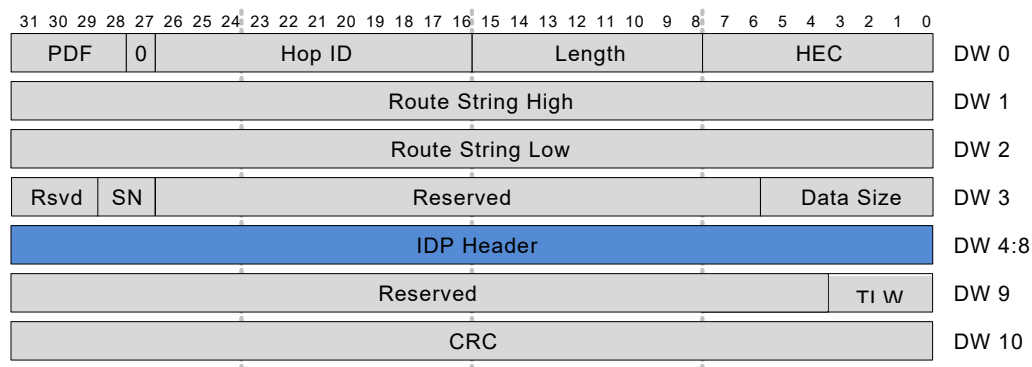 31 30 29 28 27 26 25 24 23 22 21 20 19 18 17 16 15 14 13 12 11 10 9 8 7 6 5 4 3 2 1 0
PDF 0 Hop ID Length HEC DW 0
Route String High DW 1
Route String Low DW 2
Rsvd SN Reserved Data Size DW 3
IDP Header DW 4:8
Reserved DW 9
CRC DW 10